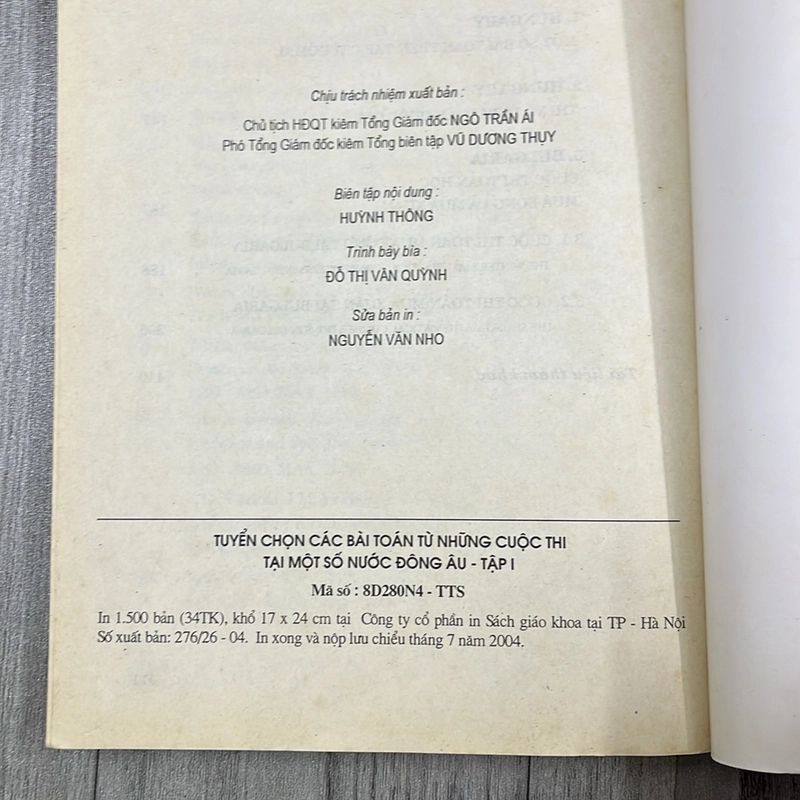 Chịu trách nhiệm xuất bản :
Chủ tịch HĐQT kiêm Tổng Giám đốc NGÔ TRẦN ÁI
Phó Tổng Giám đốc kiêm Tổng biên tập VŨ DƯƠNG THỤY
Biên tập nội dung :
HUỲNH THÔNG
Trình bày bìa :
ĐỖ THỊ VÂN QUỲNH
Sửa bản in :
NGUYỄN VĂN NHO
TUYỂN CHỌN CÁC BÀI TOÁN TỪ NHỮNG CUỘC THI
TẠI MỘT SỐ NƯỚC ĐÔNG ÂU - TẬP I
Mã số : 8D280N4 - TTS
In 1.500 bản (34TK), khổ 17 x 24 cm tại Công ty cổ phần in Sách giáo khoa tại TP - Hà Nội
Số xuất bản: 276/26 - 04. In xong và nộp lưu chiểu tháng 7 năm 2004.